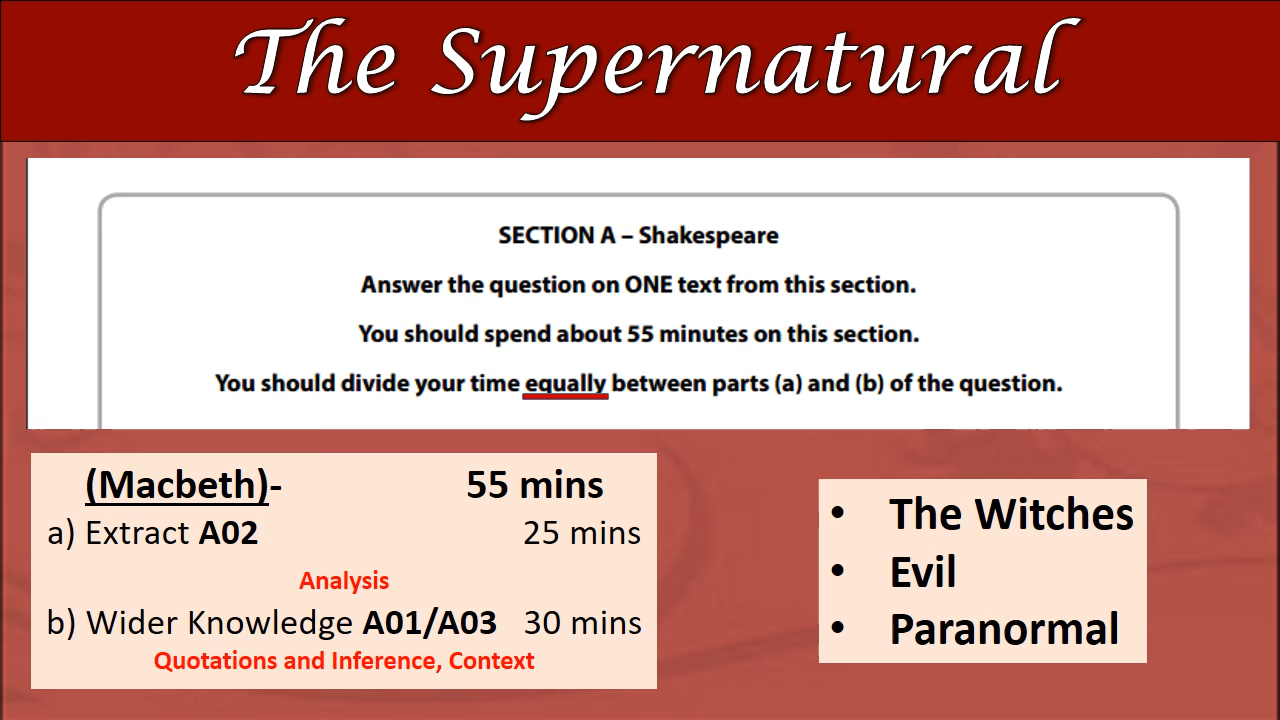 The Supernatural
SECTION A – Shakespeare
Answer the question on ONE text from this section.
You should spend about 55 minutes on this section.
You should divide your time equally between parts (a) and (b) of the question.
(Macbeth)- 55 mins
a) Extract A02 25 mins
Analysis
b) Wider Knowledge A01/A03 30 mins
Quotations and Inference, Context
• The Witches
• Evil
• Paranormal